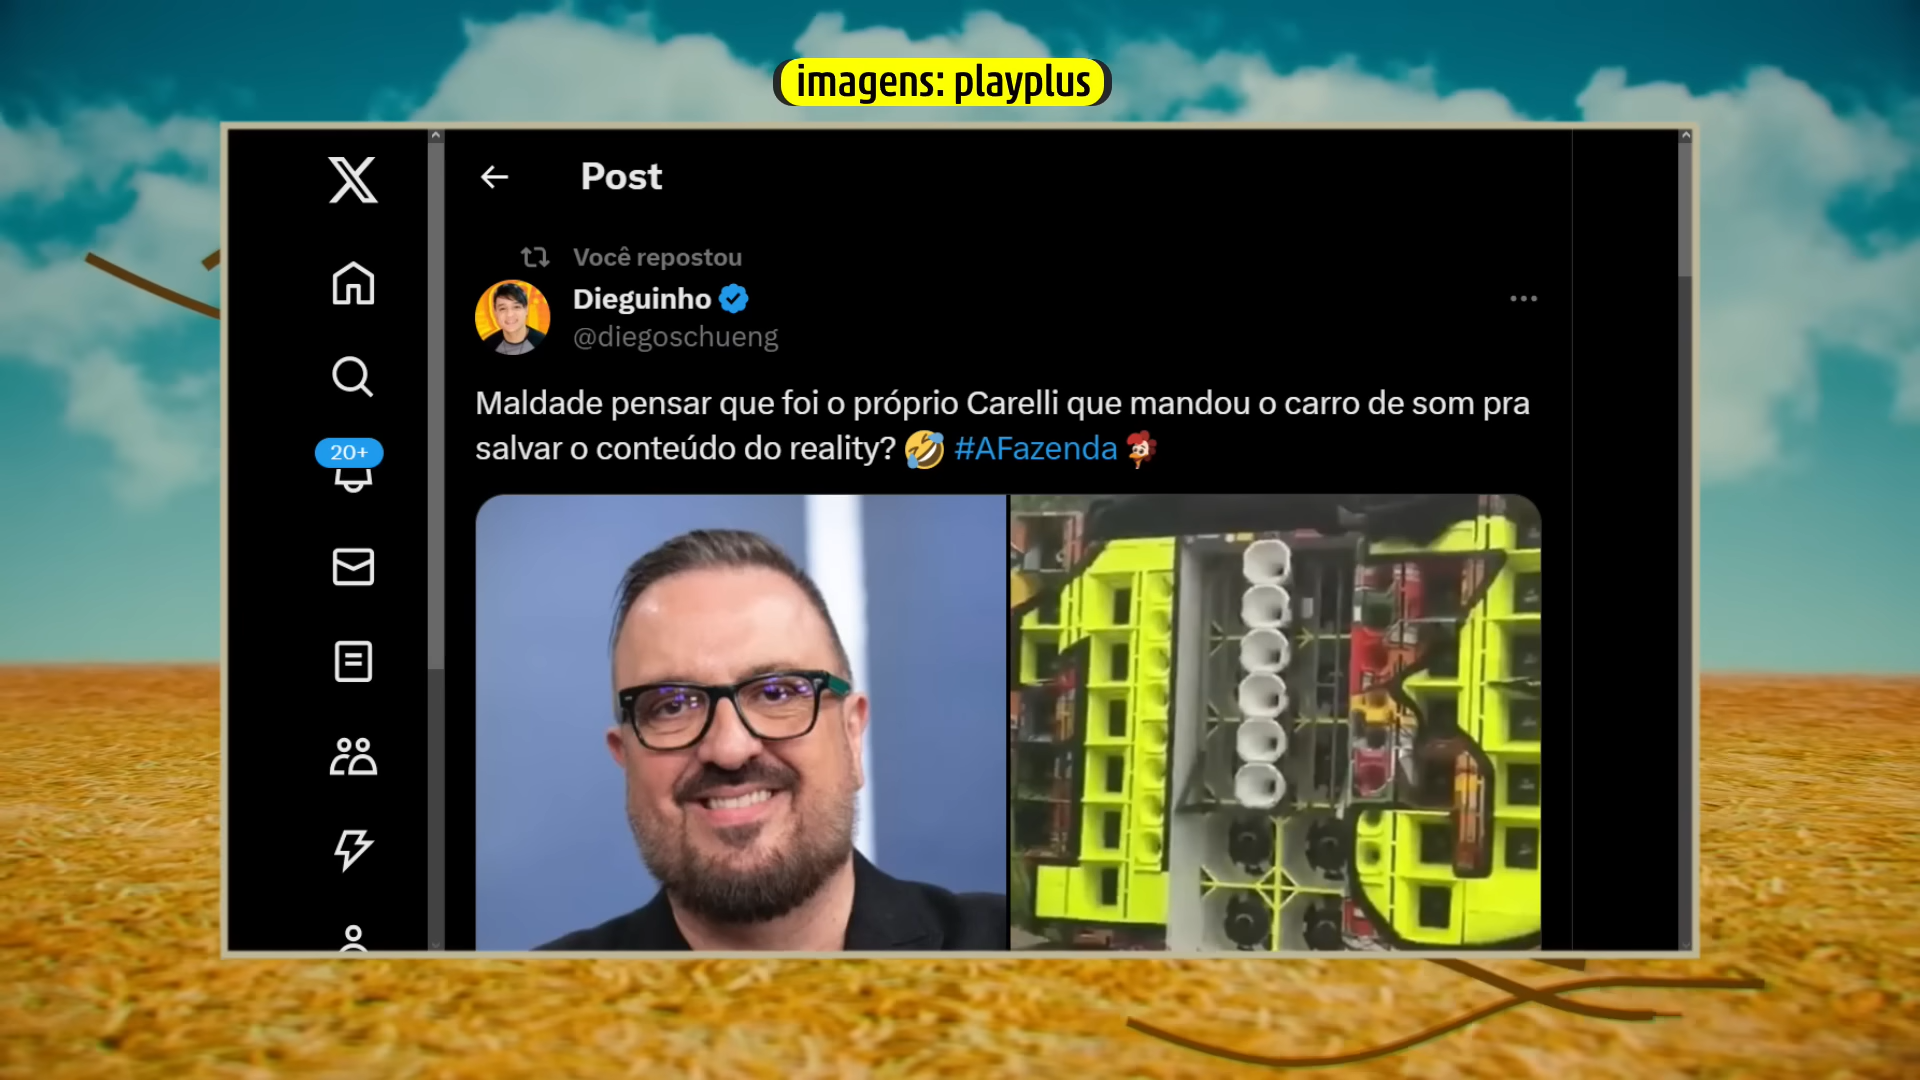 imagens: playplus
Post
Você repostou
Dieguinho
@diegoschueng
20+
Maldade pensar que foi o próprio Carelli que mandou o carro de som pra
salvar o conteúdo do reality? 🤣 #AFazenda